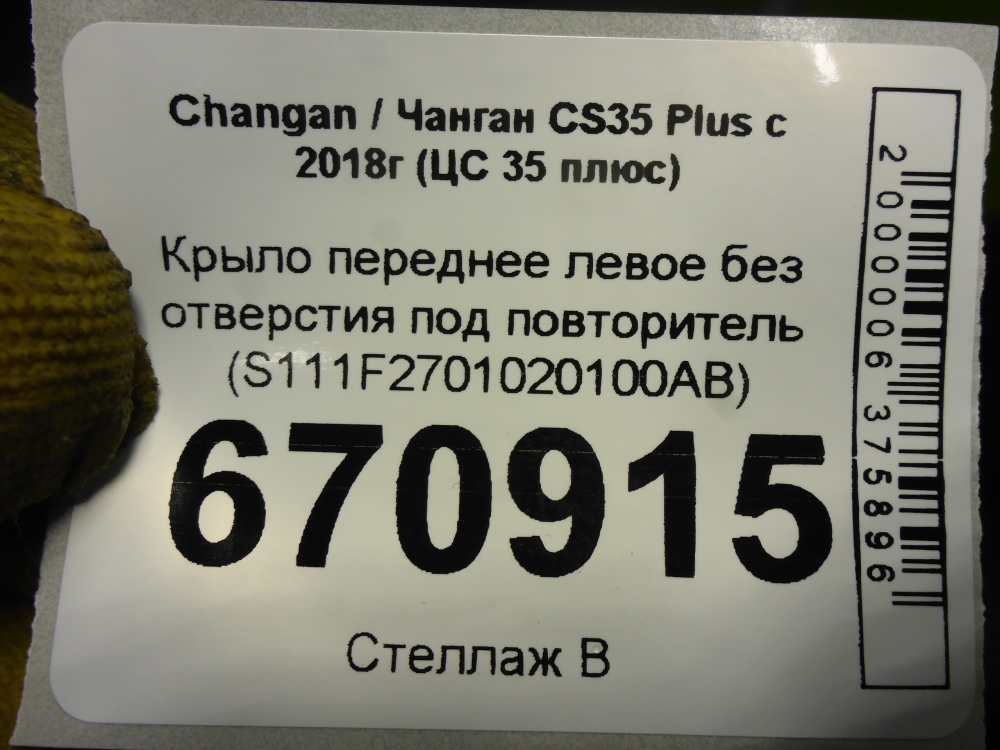 Changan / Чанган CS35 Plus с
2018г (ЦС 35 плюс)
Крыло переднее левое без
отверстия под повторитель
(S111F2701020100AB)
670915
Стеллаж В
2000006375896